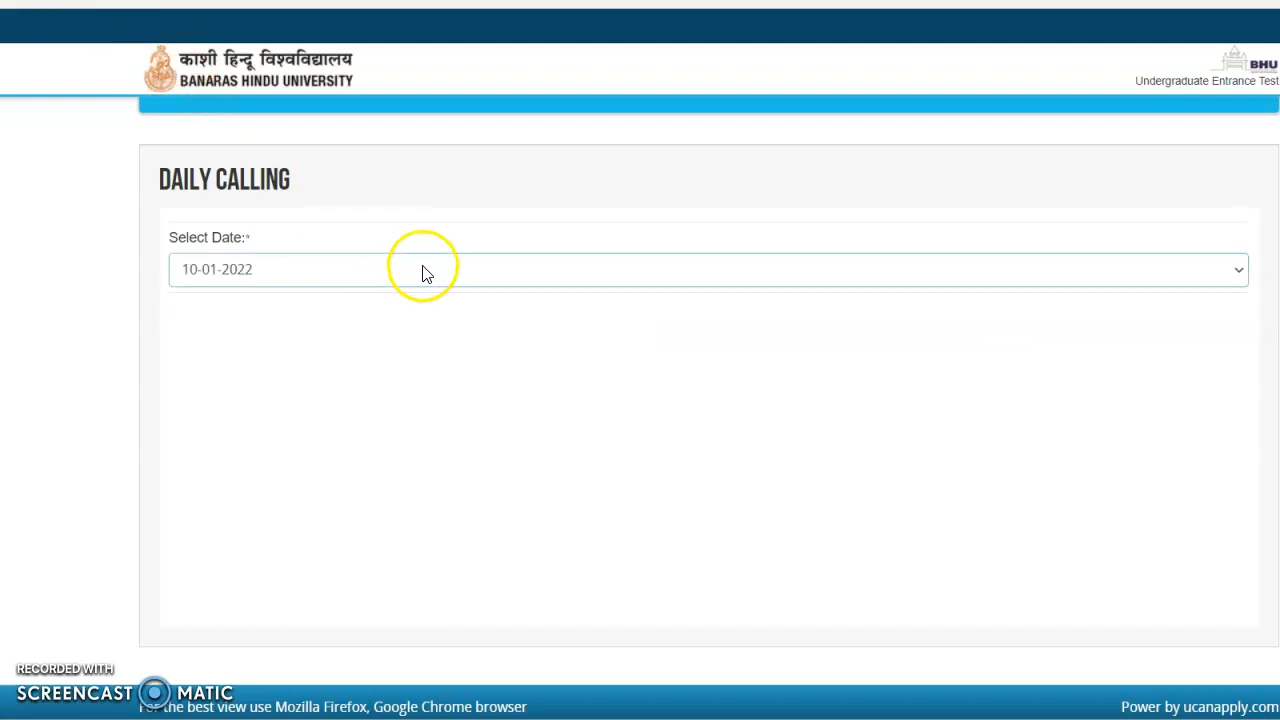 काशी हिन्दू विश्वविद्यालय
BANARAS HINDU UNIVERSITY
BHU
Undergraduate Entrance Test
DAILY CALLING
Select Date:*
10-01-2022
RECORDED WITH
SCREENCAST MATIC
For the best view use Mozilla Firefox, Google Chrome browser
Power by ucanapply.com